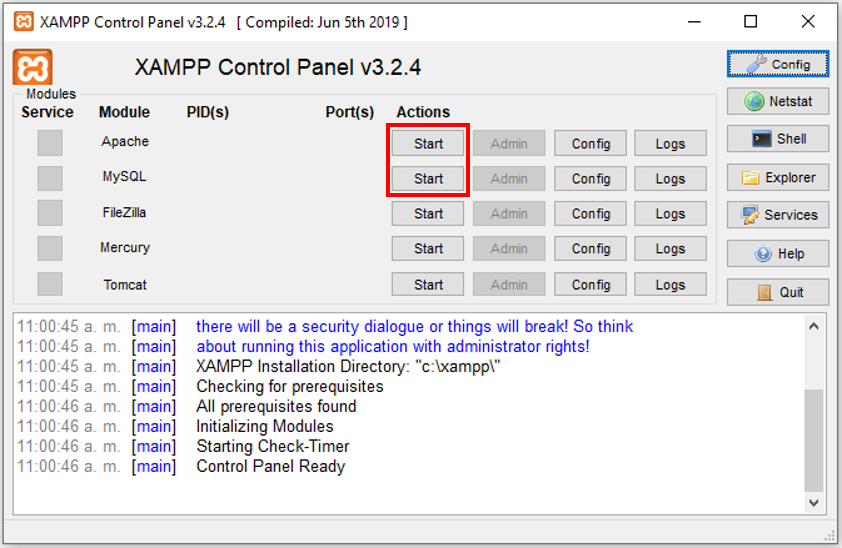 XAMPP Control Panel v3.2.4 [ Compiled: Jun 5th 2019 ]
XAMPP Control Panel v3.2.4
Config
Modules
Service Module PID(s) Port(s) Actions
Netstat
Apache Start Admin Config Logs
Shell
MySQL Start Admin Config Logs
Explorer
FileZilla Start Admin Config Logs
Services
Mercury Start Admin Config Logs
Help
Tomcat Start Admin Config Logs
Quit
11:00:45 a. m. [main] there will be a security dialogue or things will break! So think
11:00:45 a. m. [main] about running this application with administrator rights!
11:00:45 a. m. [main] XAMPP Installation Directory: "c:\xampp\"
11:00:45 a. m. [main] Checking for prerequisites
11:00:46 a. m. [main] All prerequisites found
11:00:46 a. m. [main] Initializing Modules
11:00:46 a. m. [main] Starting Check-Timer
11:00:46 a. m. [main] Control Panel Ready